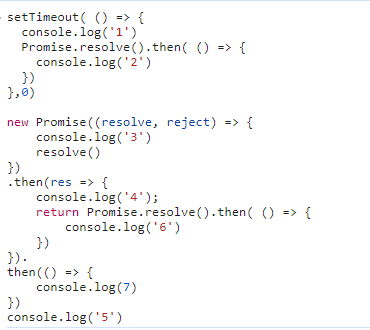 setTimeout( () => {
  console.log('1')
  Promise.resolve().then( () => {
    console.log('2')
  })
},0)
new Promise((resolve, reject) => {
    console.log('3')
    resolve()
})
.then(res => {
    console.log('4');
    return Promise.resolve().then( () => {
        console.log('6')
    })
}).
then(() => {
    console.log(7)
})
console.log('5')